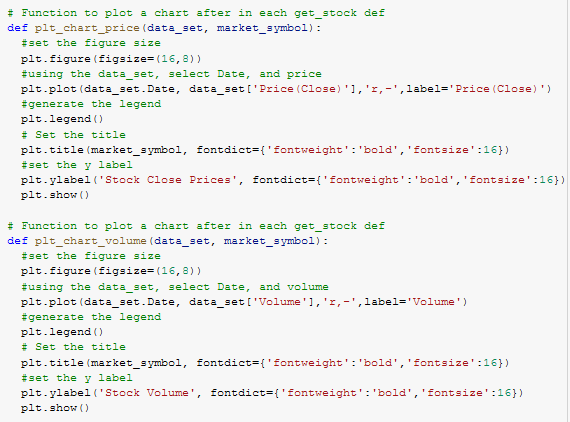 # Function to plot a chart after in each get_stock def
def plt_chart_price(data_set, market_symbol):
  #set the figure size
  plt.figure(figsize=(16,8))
  #using the data_set, select Date, and price
  plt.plot(data_set.Date, data_set['Price(Close)'],'r,-',label='Price(Close)')
  #generate the legend
  plt.legend()
  # Set the title
  plt.title(market_symbol, fontdict={'fontweight':'bold','fontsize':16})
  #set the y label
  plt.ylabel('Stock Close Prices', fontdict={'fontweight':'bold','fontsize':16})
  plt.show()

# Function to plot a chart after in each get_stock def
def plt_chart_volume(data_set, market_symbol):
  #set the figure size
  plt.figure(figsize=(16,8))
  #using the data_set, select Date, and volume
  plt.plot(data_set.Date, data_set['Volume'],'r,-',label='Volume')
  #generate the legend
  plt.legend()
  # Set the title
  plt.title(market_symbol, fontdict={'fontweight':'bold','fontsize':16})
  #set the y label
  plt.ylabel('Stock Volume', fontdict={'fontweight':'bold','fontsize':16})
  plt.show()